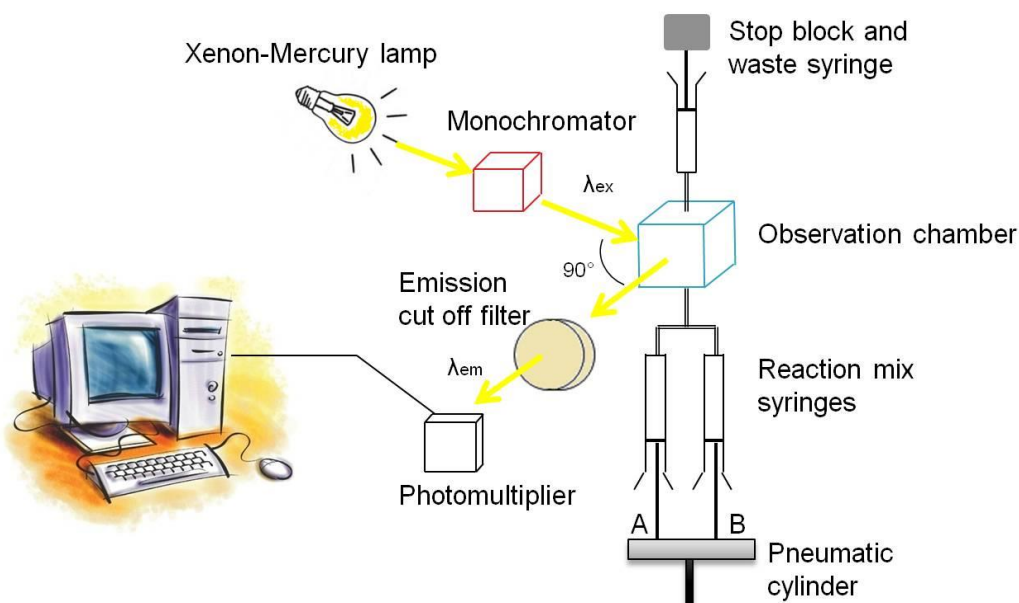 Stop block and
waste syringe
Xenon-Mercury lamp
Monochromator
λex
Observation chamber
90°
Emission
cut off filter
λem
Reaction mix
syringes
Photomultiplier
A
B
Pneumatic
cylinder